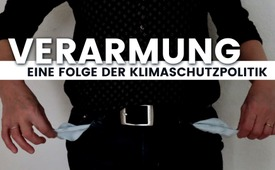 VERARMUNG
EINE FOLGE DER KLIMASCHUTZPOLITIK